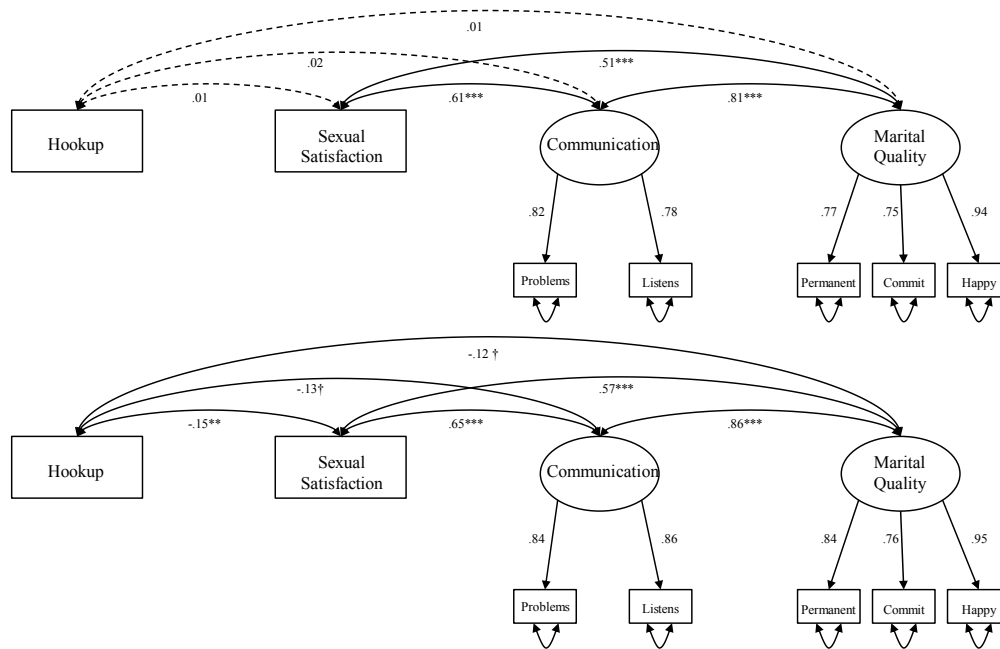 .01
.02
.51***
.01
.61***
.81***
Hookup
Sexual
Satisfaction
Communication
Marital
Quality
.82
.78
.77
.75
.94
Problems
Listens
Permanent
Commit
Happy
-.12 †
-.13†
.57***
-.15**
.65***
.86***
Hookup
Sexual
Satisfaction
Communication
Marital
Quality
.84
.86
.84
.76
.95
Problems
Listens
Permanent
Commit
Happy